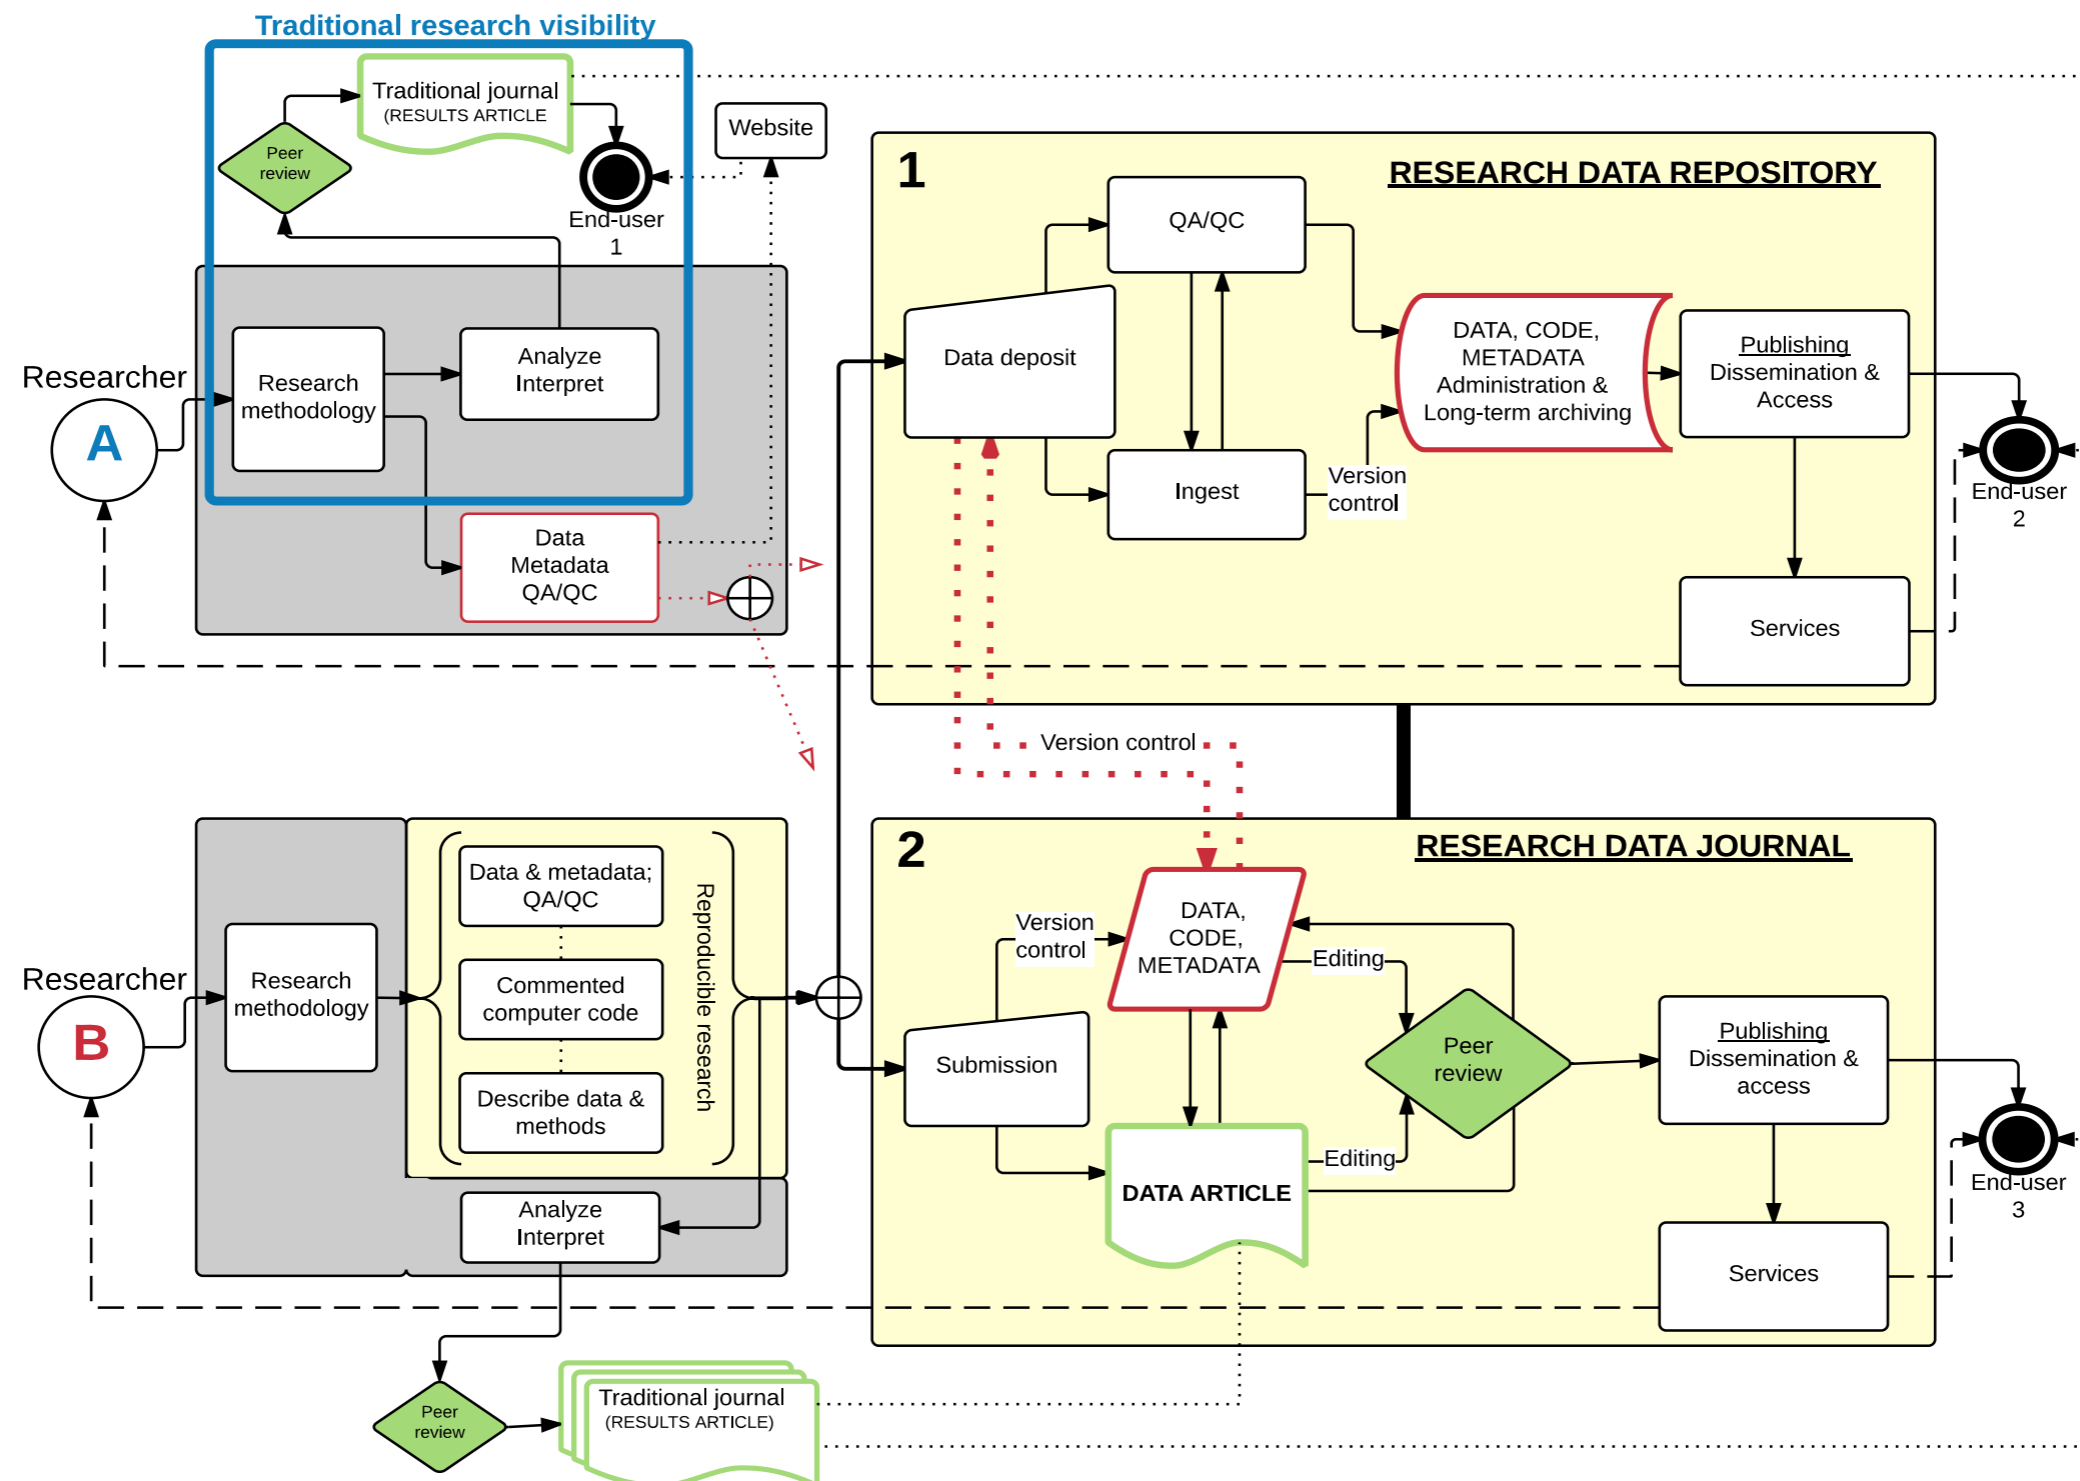 Traditional research visibility
Traditional journal
(RESULTS ARTICLE
Peer
review
Website
End-user
1
Researcher
A
Research
methodology
Analyze
Interpret
Data
Metadata
QA/QC
1
RESEARCH DATA REPOSITORY
QA/QC
Data deposit
Ingest
Version
control
DATA, CODE,
METADATA
Administration &
Long-term archiving
Publishing
Dissemination &
Access
End-user
2
Services
Version control
Researcher
B
Research
methodology
Data & metadata;
QA/QC
Commented
computer code
Describe data &
methods
Reproducible research
Analyze
Interpret
Peer
review
Traditional journal
(RESULTS ARTICLE)
2
RESEARCH DATA JOURNAL
Version
control
DATA,
CODE,
METADATA
Editing
Submission
Peer
review
Editing
DATA ARTICLE
Publishing
Dissemination &
access
End-user
3
Services